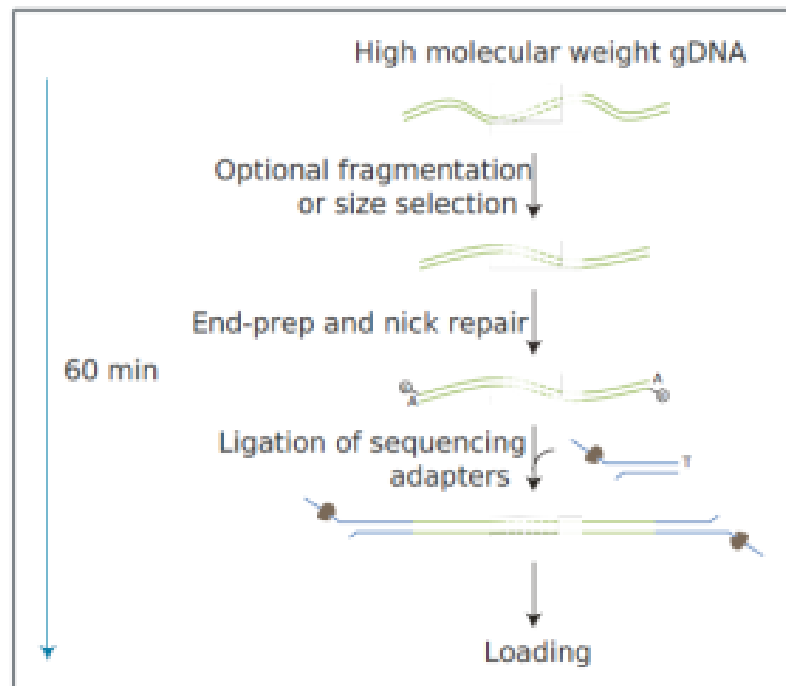 High molecular weight gDNA
Optional fragmentation
or size selection
End-prep and nick repair
60 min
A
A
Ligation of sequencing
adapters
T
Loading